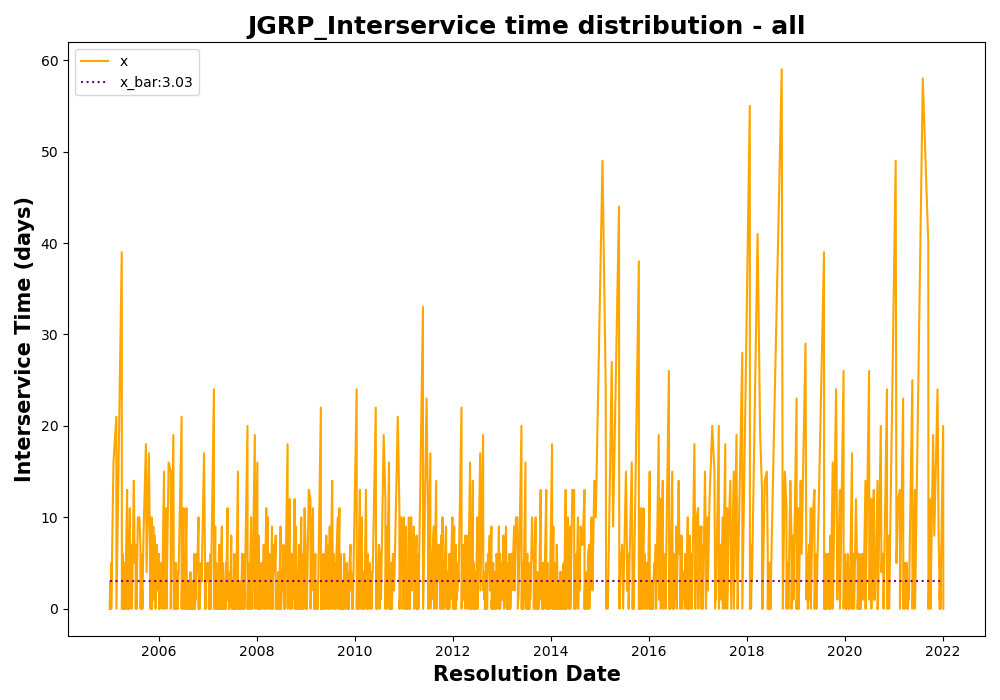 JGRP_Interservice time distribution - all
x
x_bar:3.03
Interservice Time (days)
60
50
40
30
20
10
0
2006 2008 2010 2012 2014 2016 2018 2020 2022
Resolution Date